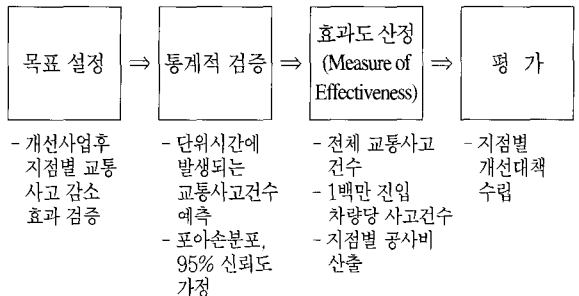 목표 설정 ⇒ 통계적 검증 ⇒ 효과도 산정 (Measure of Effectiveness) ⇒ 평 가
- 개선사업후
지점별 교통
사고 감소
효과 검증
- 단위시간에
발생되는
교통사고건수
예측
- 포아손분포,
95% 신뢰도
가정
- 전체 교통사고
건수
- 1백만 진입
차량당 사고건수
- 지점별 공사비
산출
- 지점별
개선대책
수립